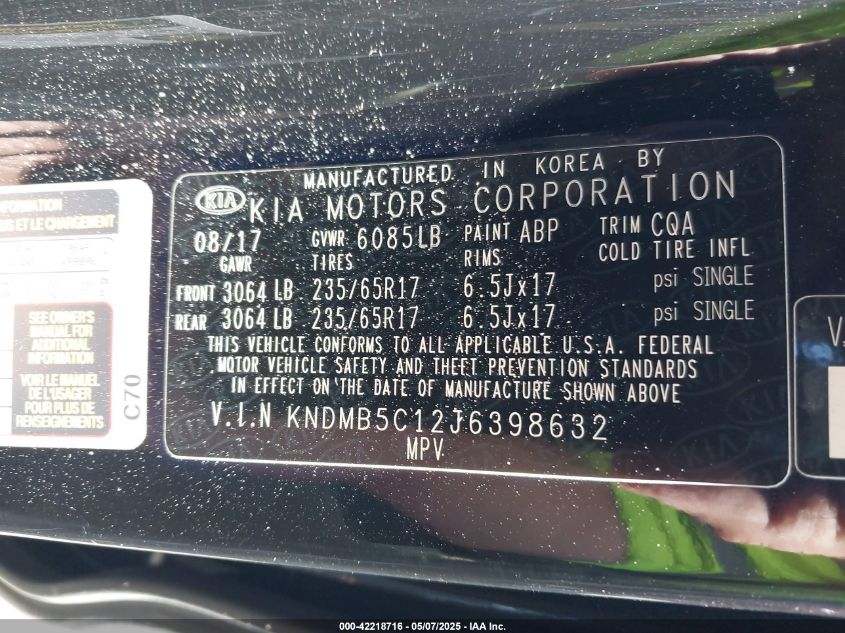 MANUFACTURED IN KOREA BY
KIA KIA MOTORS CORPORATION
08/17 GVWR 6085LB PAINT ABP TRIM CQA
GAWR TIRES RIMS COLD TIRE INFL
FRONT 3064 LB 235/65R17 6.5Jx17 psi SINGLE
REAR 3064 LB 235/65R17 6.5Jx17 psi SINGLE
THIS VEHICLE CONFORMS TO ALL APPLICABLE U.S.A. FEDERAL
MOTOR VEHICLE SAFETY AND THEFT PREVENTION STANDARDS
IN EFFECT ON THE DATE OF MANUFACTURE SHOWN ABOVE
V.I.N KNDMB5C12J6398632
MPV
ET LE CHARGEMENT
SEE OWNER'S
MANUAL FOR
ADDITIONAL
INFORMATION
VOIR LE MANUEL
DE L'USAGER
POUR PLUS DE
RENSEIGNEMENTS
C70
000-42218716 - 05/07/2025 - IAA Inc.